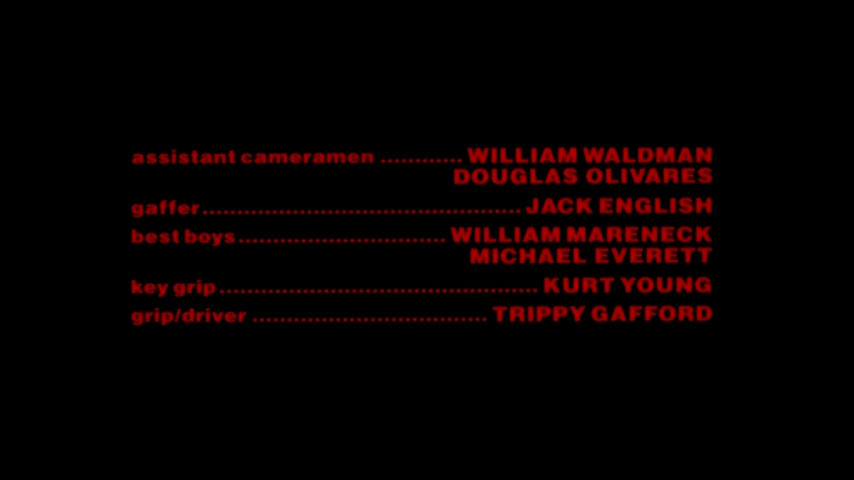 assistant cameramen ............ WILLIAM WALDMAN
DOUGLAS OLIVARES
gaffer.............................................. JACK ENGLISH
best boys.............................. WILLIAM MARENECK
MICHAEL EVERETT
key grip.............................................. KURT YOUNG
grip/driver .................................. TRIPPY GAFFORD